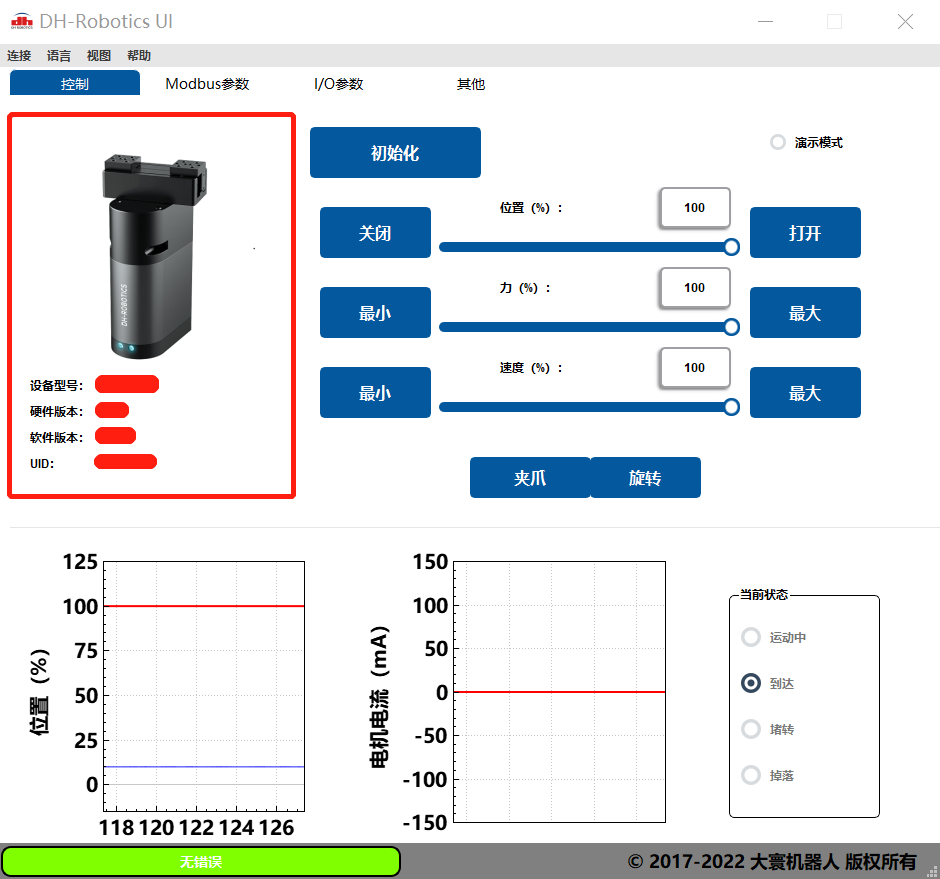 DH-Robotics UI
连接 语言 视图 帮助
控制 Modbus参数 I/O参数 其他
初始化
演示模式
位置（%）： 100
关闭 打开
力（%）： 100
最小 最大
速度（%）： 100
最小 最大
DH-ROBOTICS
设备型号：
硬件版本：
软件版本：
UID：
夹爪 旋转
位置（%）
125
100
75
50
25
0
118 120 122 124 126
电机电流（mA）
150
100
50
0
-50
-100
-150
当前状态
运动中
到达
堵转
掉落
无错误
© 2017-2022 大寰机器人 版权所有